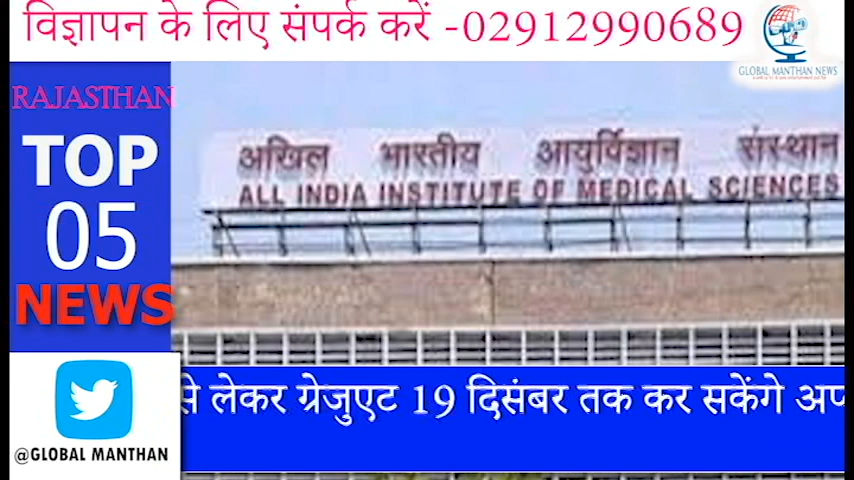 विज्ञापन के लिए संपर्क करें -02912990689
GLOBAL MANTHAN NEWS
RAJASTHAN
TOP
05
NEWS
अखिल भारतीय आयुर्विज्ञान संस्थान
ALL INDIA INSTITUTE OF MEDICAL SCIENCES
से लेकर ग्रेजुएट 19 दिसंबर तक कर सकेंगे
@GLOBAL MANTHAN